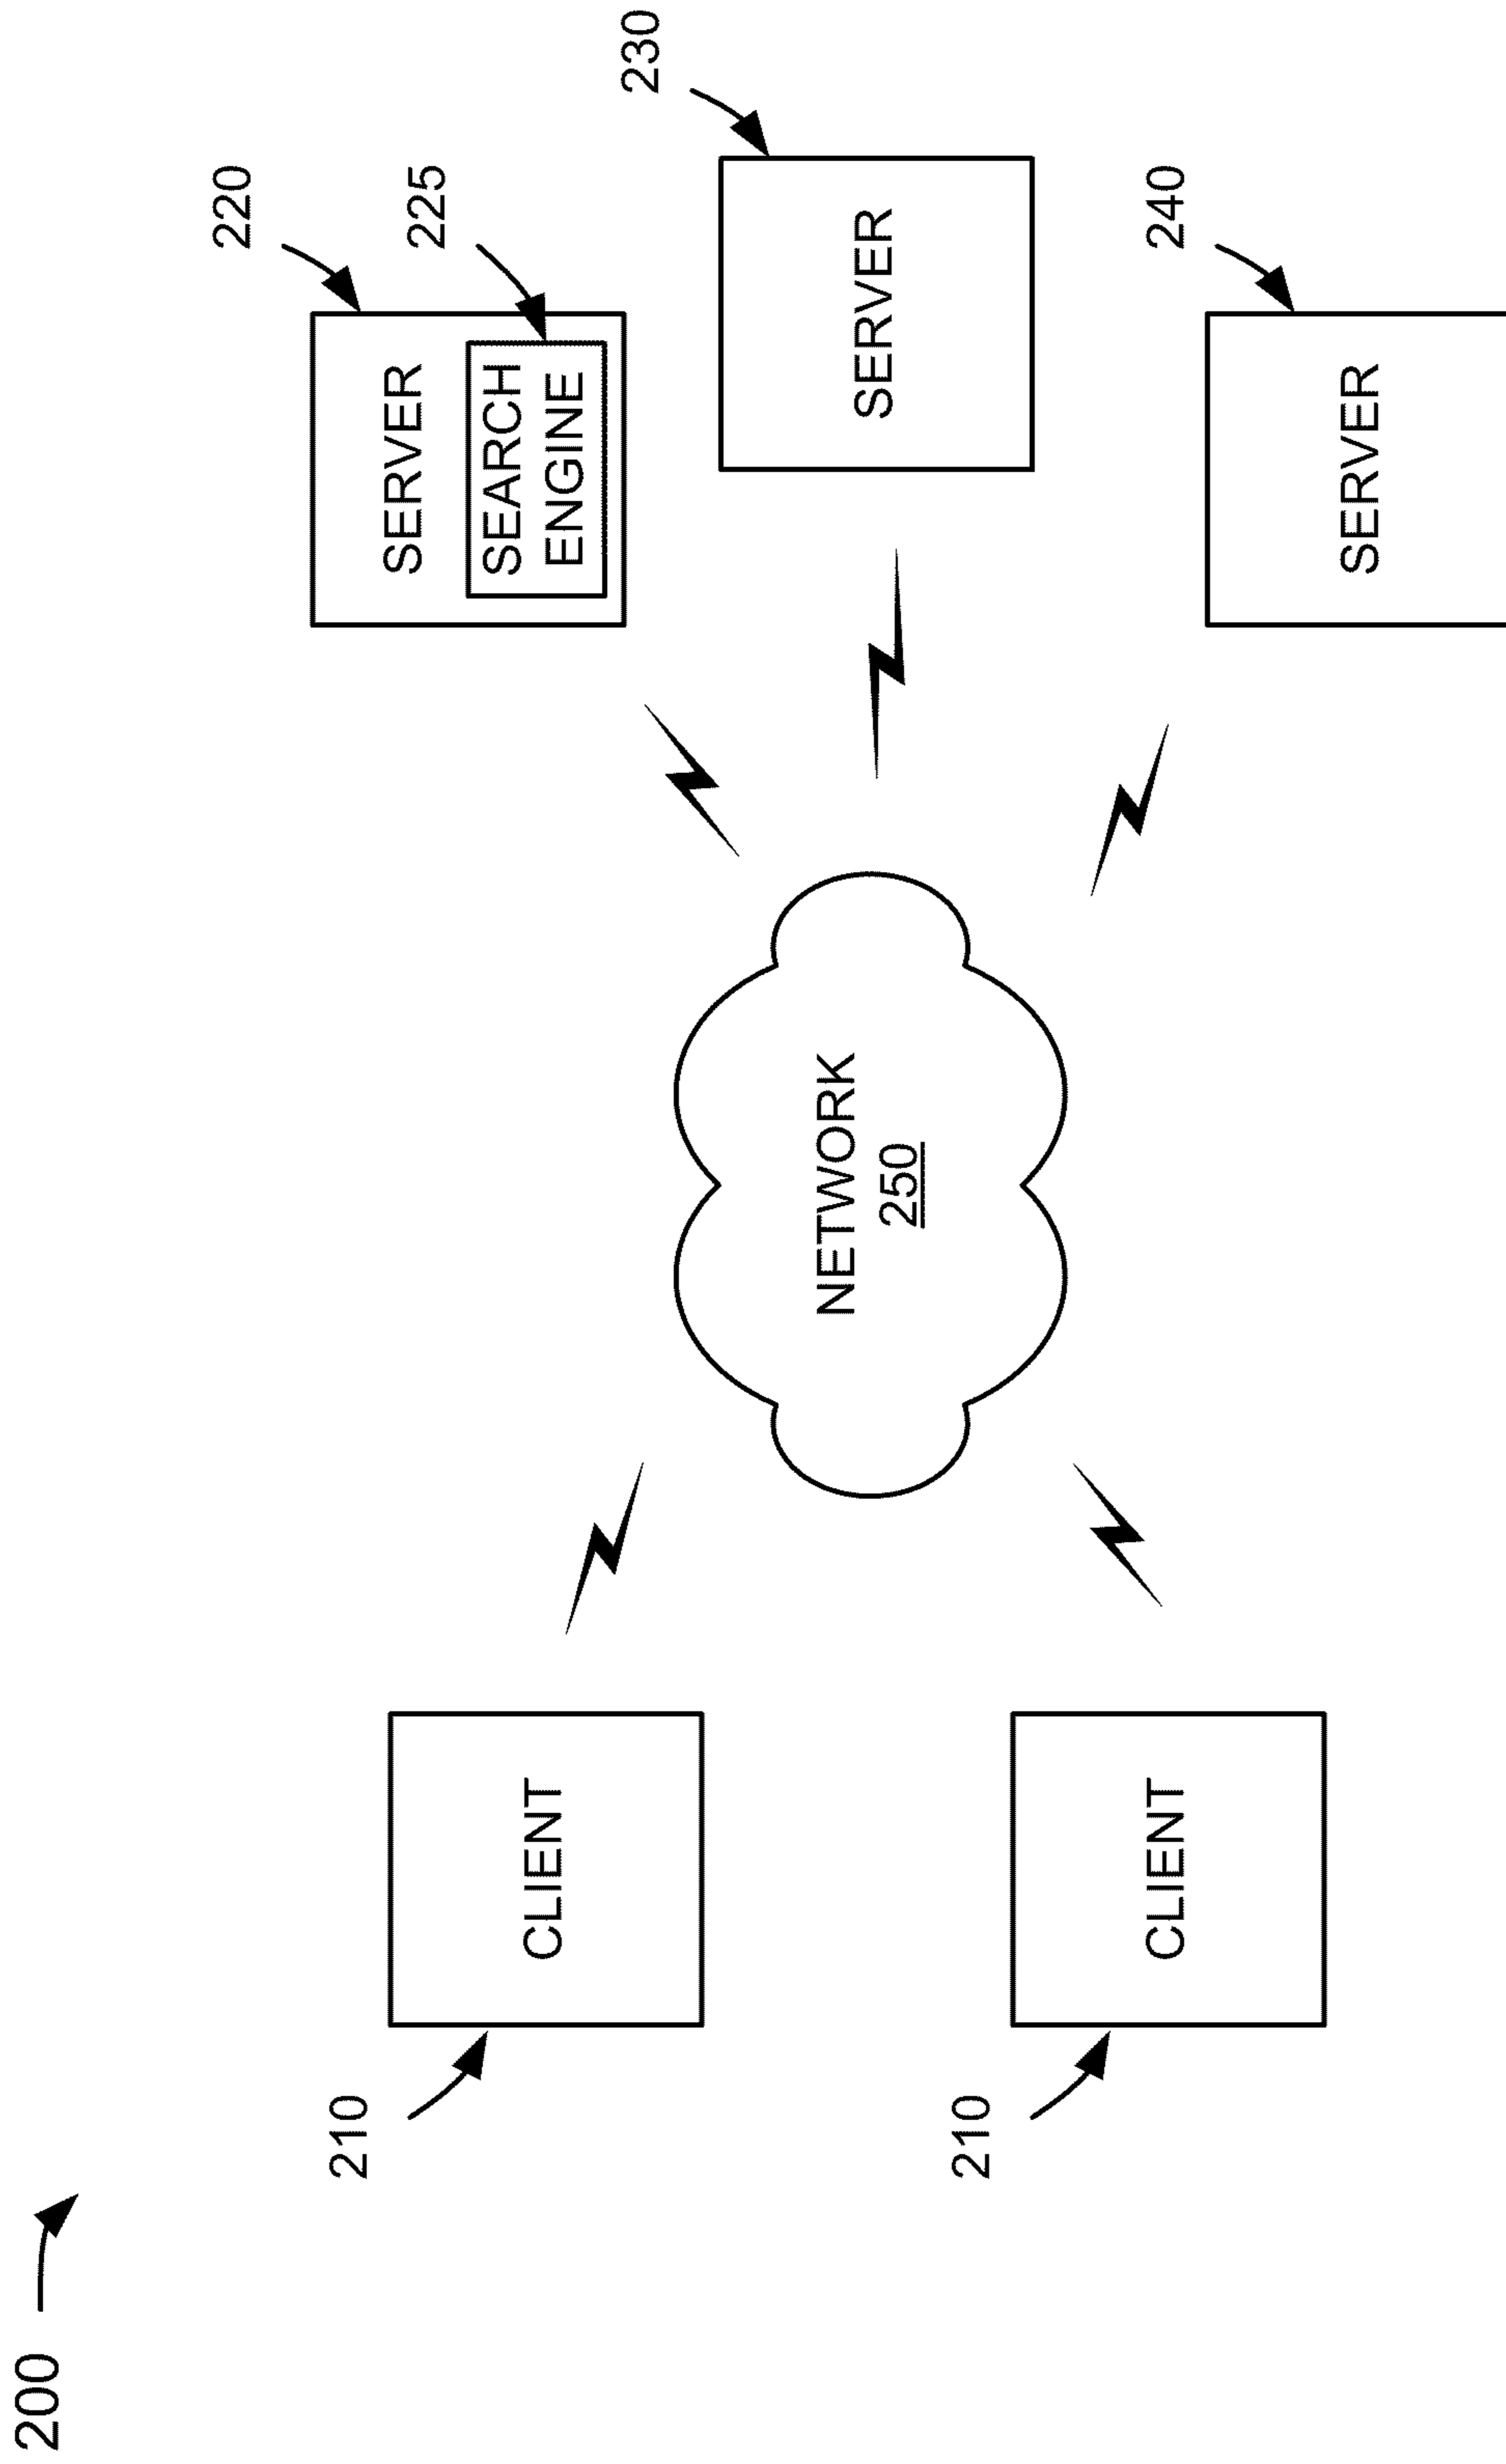 200
210
CLIENT
210
CLIENT
NETWORK
250
220
SERVER
225
SEARCH
ENGINE
230
SERVER
240
SERVER